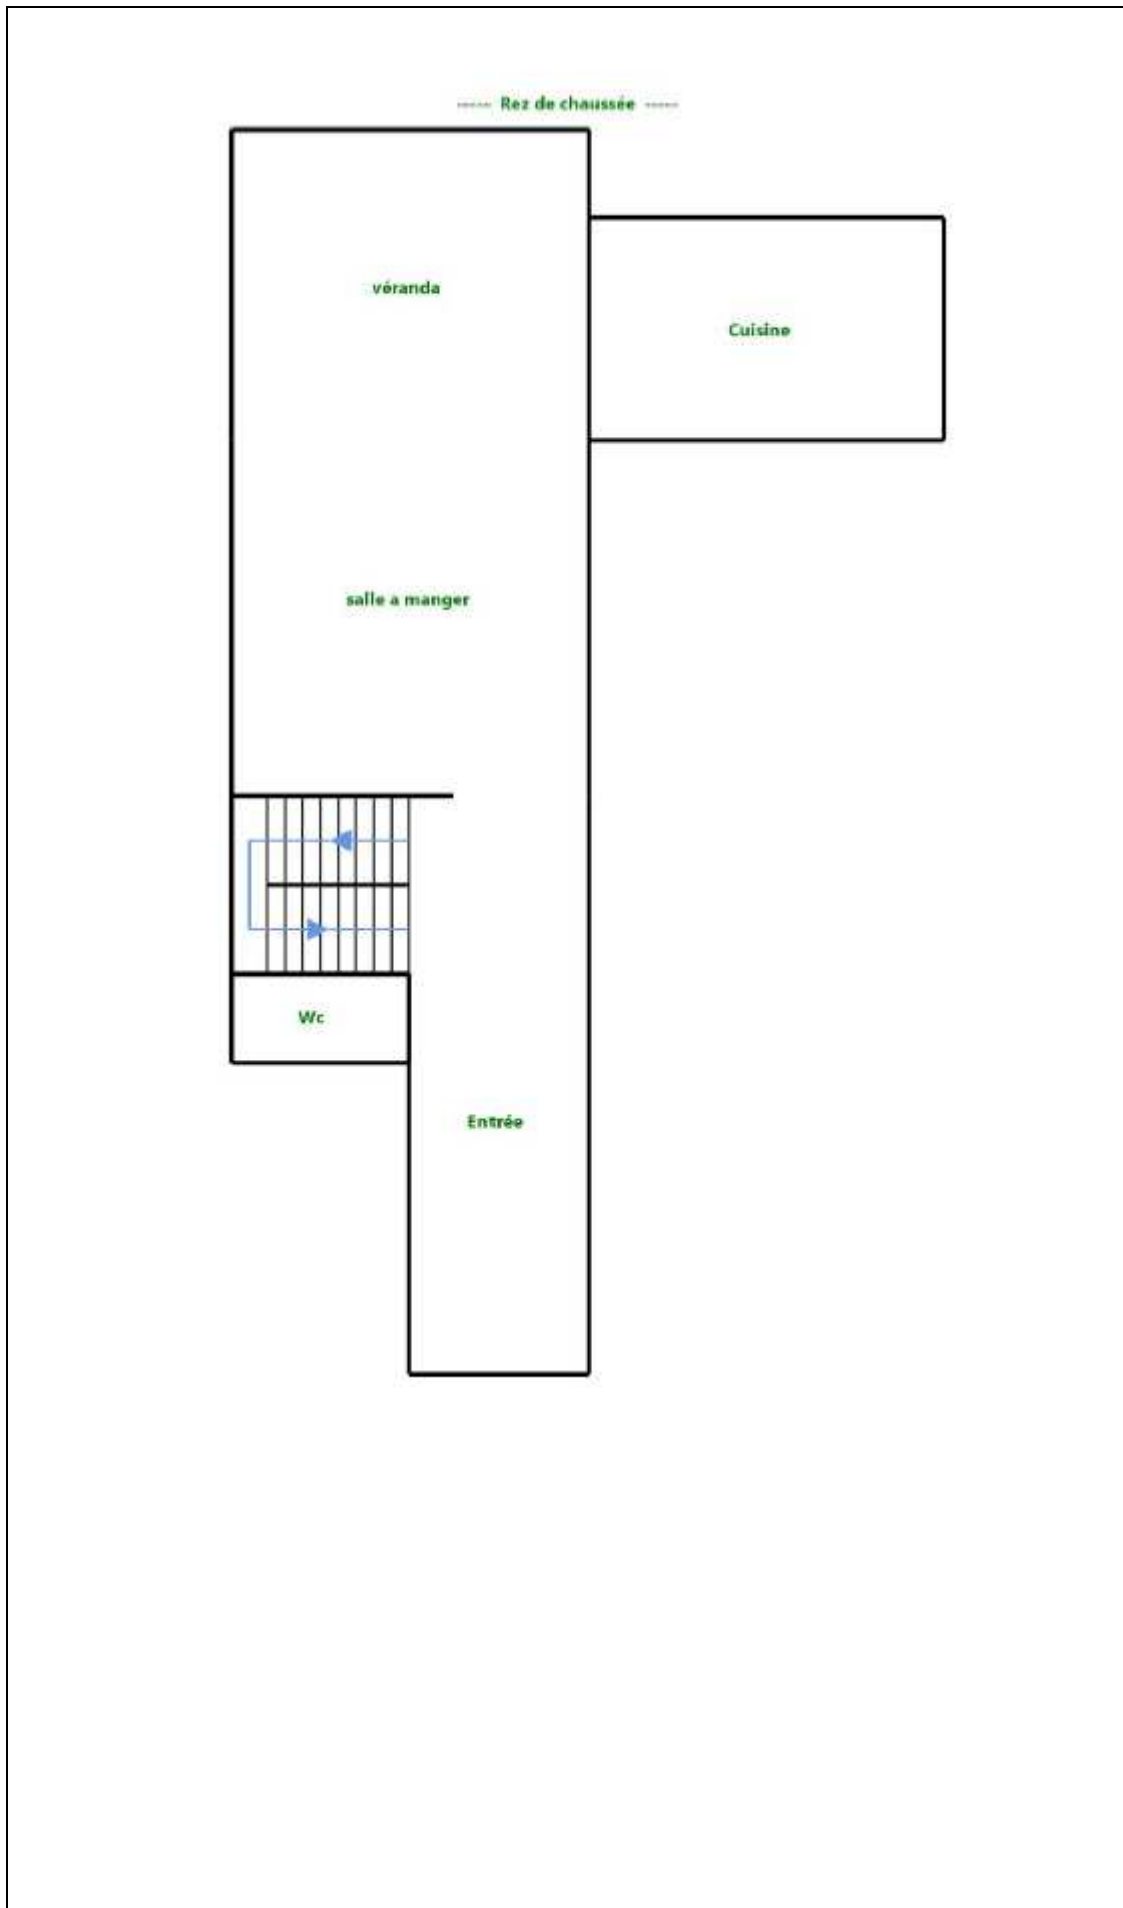 ----- Rez de chaussée -----
véranda
Cuisine
salle a manger
Wc
Entrée